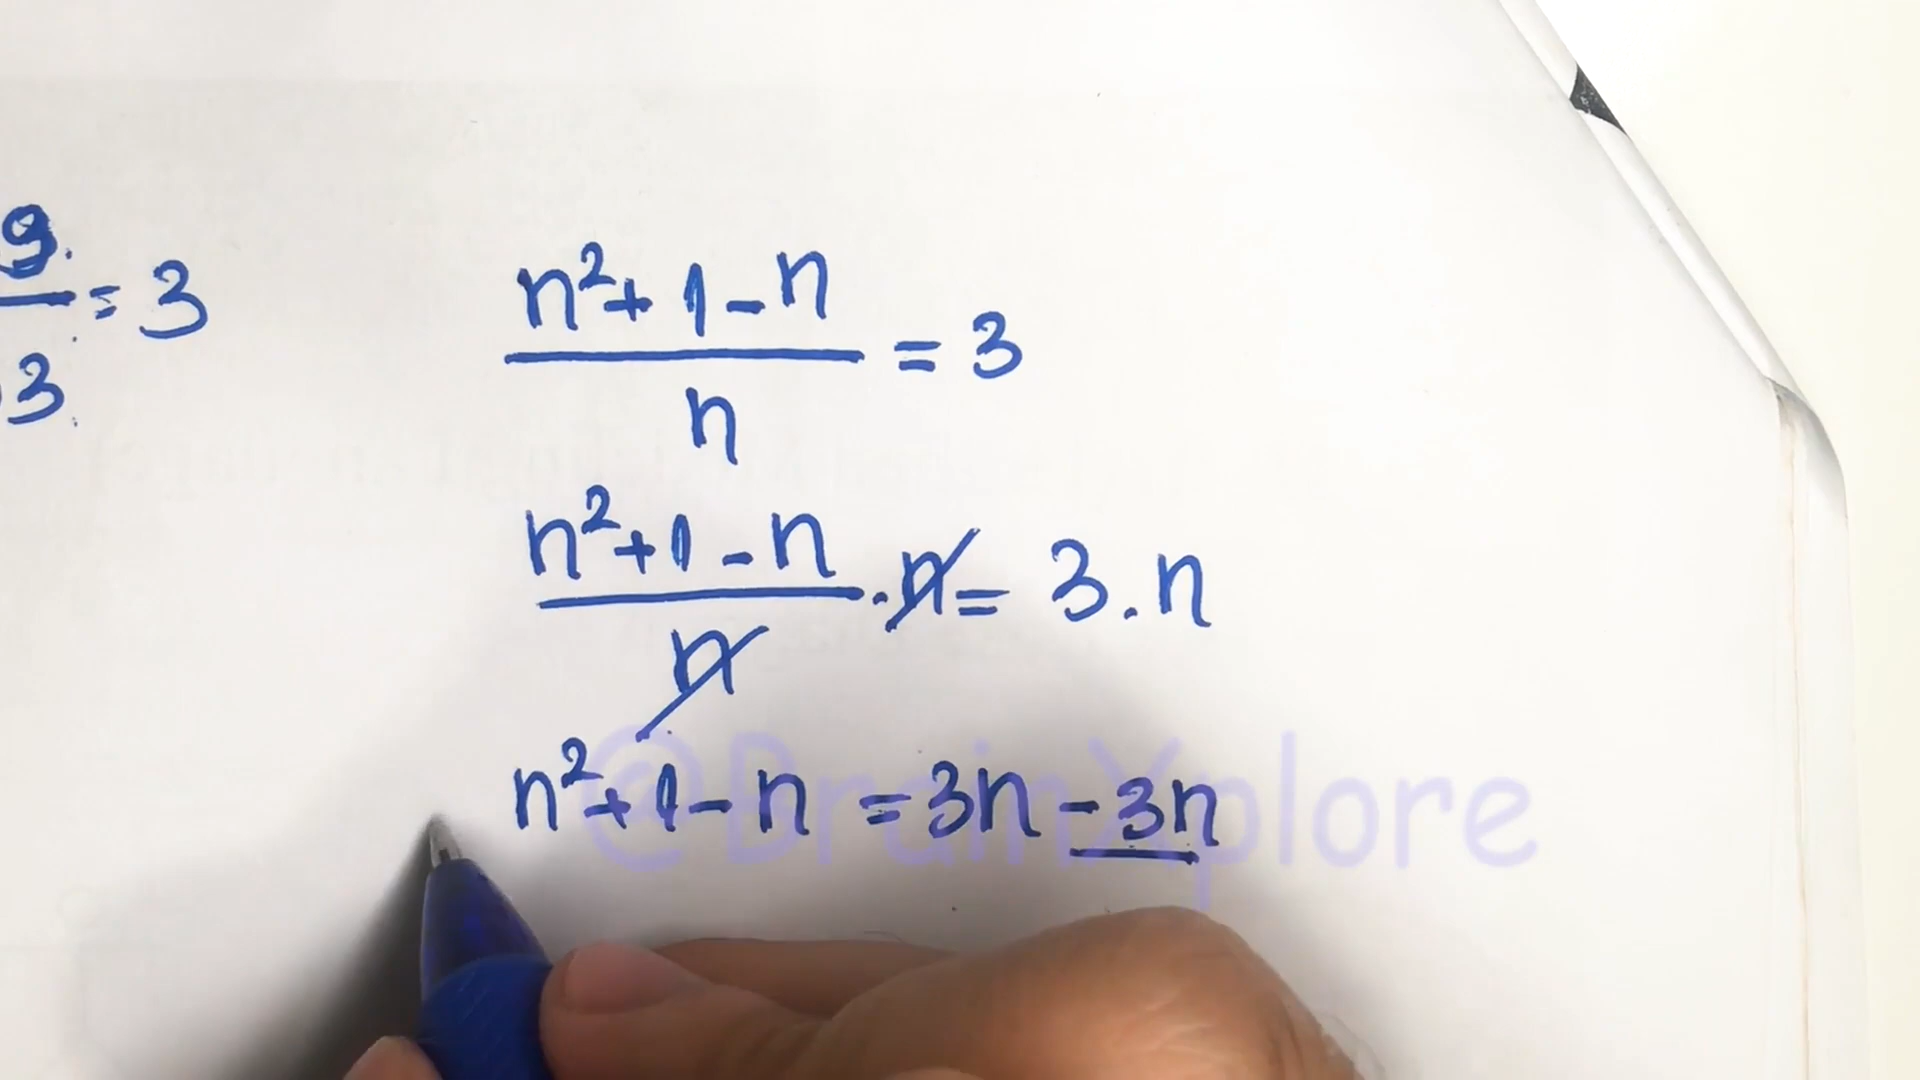 9/3 = 3
(n² + 1 - n)/n = 3
(n² + 1 - n)/n · n = 3 . n
n² + 1 - n = 3n - 3n
@BrainXplore